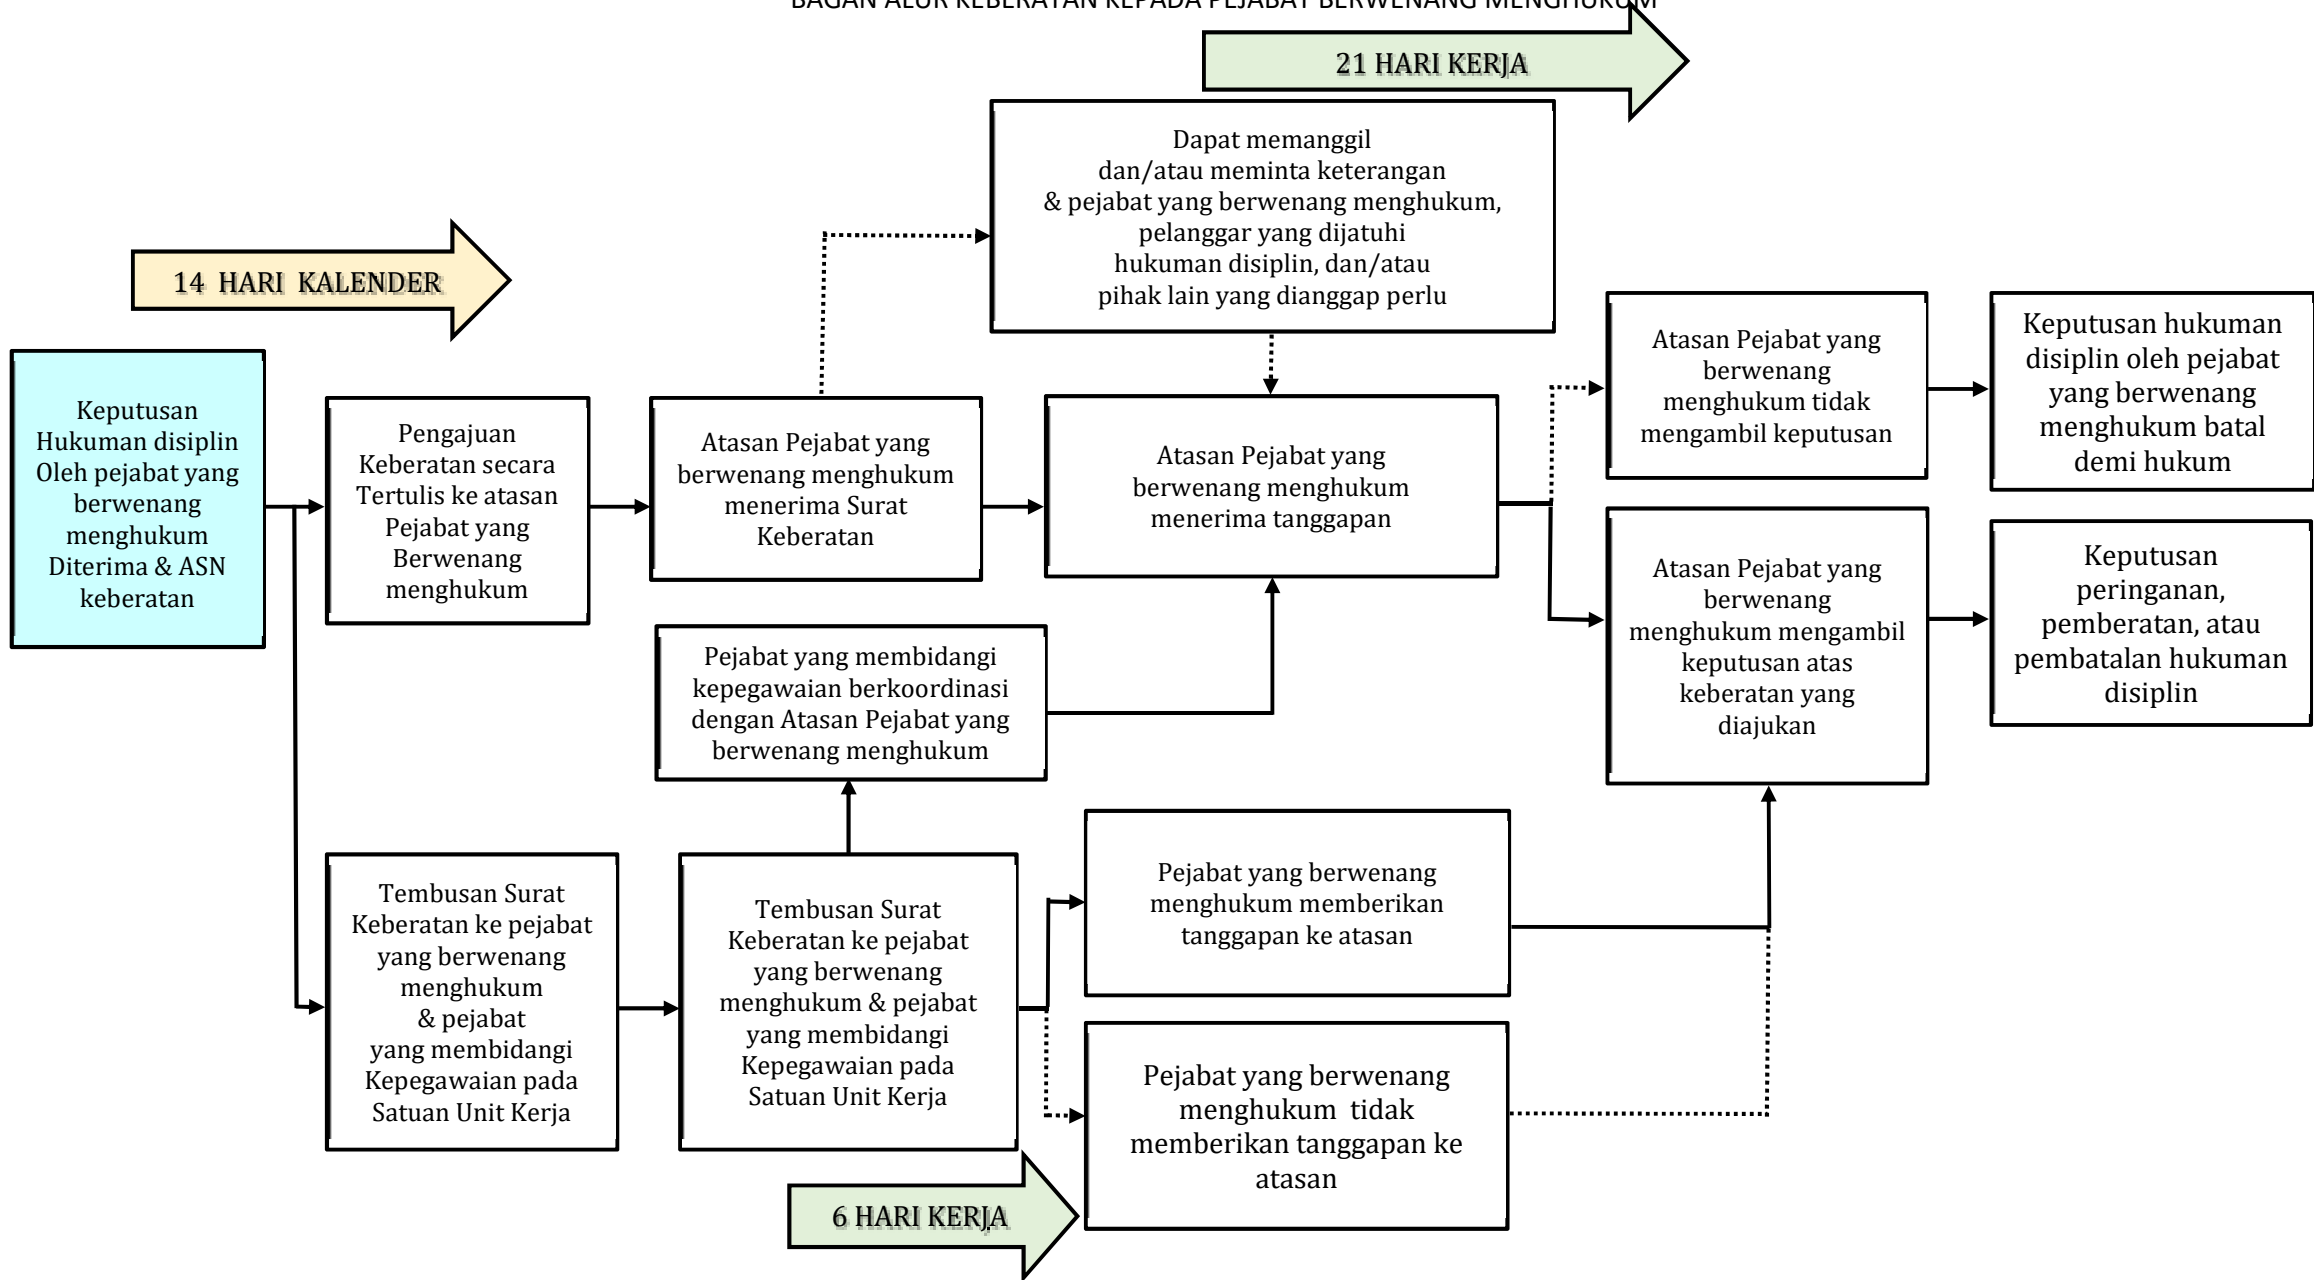 BAGAN ALUR KEBERATAN KEPADA PEJABAT BERWENANG MENGHUKUM
21 HARI KERJA
Dapat memanggil
dan/atau meminta keterangan
& pejabat yang berwenang menghukum,
pelanggar yang dijatuhi
hukuman disiplin, dan/atau
pihak lain yang dianggap perlu
14 HARI KALENDER
Keputusan
Hukuman disiplin
Oleh pejabat yang
berwenang
menghukum
Diterima & ASN
keberatan
Pengajuan
Keberatan secara
Tertulis ke atasan
Pejabat yang
Berwenang
menghukum
Atasan Pejabat yang
berwenang menghukum
menerima Surat
Keberatan
Atasan Pejabat yang
berwenang menghukum
menerima tanggapan
Atasan Pejabat yang
berwenang
menghukum tidak
mengambil keputusan
Keputusan hukuman
disiplin oleh pejabat
yang berwenang
menghukum batal
demi hukum
Atasan Pejabat yang
berwenang
menghukum mengambil
keputusan atas
keberatan yang
diajukan
Keputusan
peringanan,
pemberatan, atau
pembatalan hukuman
disiplin
Pejabat yang membidangi
kepegawaian berkoordinasi
dengan Atasan Pejabat yang
berwenang menghukum
Tembusan Surat
Keberatan ke pejabat
yang berwenang
menghukum
& pejabat
yang membidangi
Kepegawaian pada
Satuan Unit Kerja
Tembusan Surat
Keberatan ke pejabat
yang berwenang
menghukum & pejabat
yang membidangi
Kepegawaian pada
Satuan Unit Kerja
Pejabat yang berwenang
menghukum memberikan
tanggapan ke atasan
Pejabat yang berwenang
menghukum tidak
memberikan tanggapan ke
atasan
6 HARI KERJA